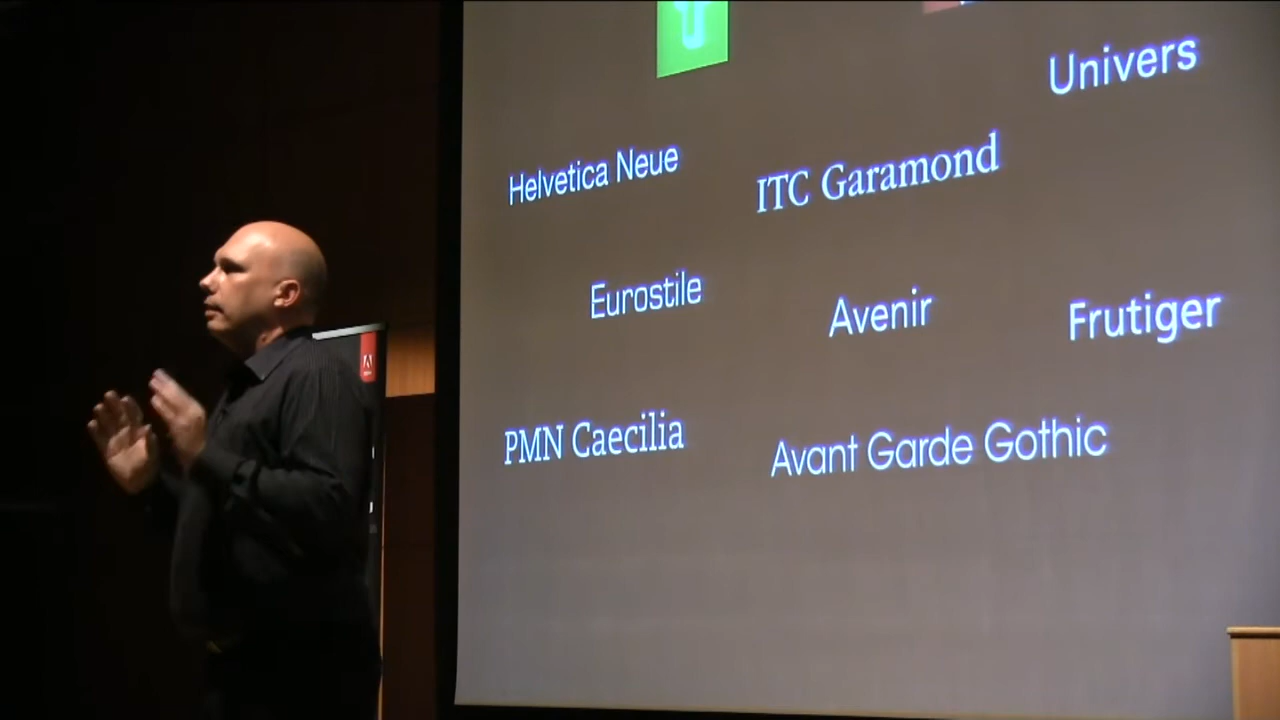 Univers
Helvetica Neue
ITC Garamond
Eurostile
Avenir
Frutiger
PMN Caecilia
Avant Garde Gothic